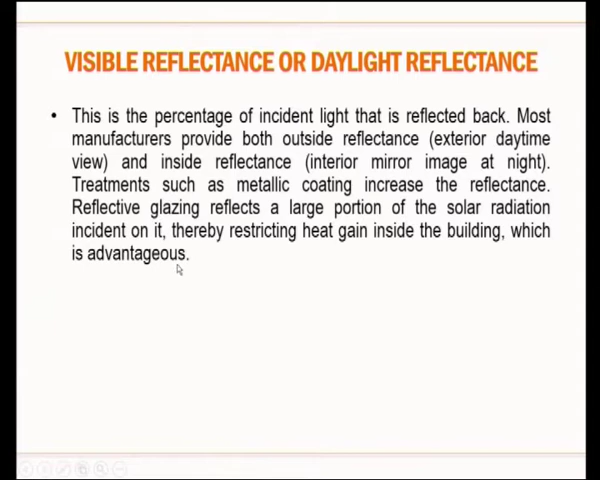 VISIBLE REFLECTANCE OR DAYLIGHT REFLECTANCE
• This is the percentage of incident light that is reflected back. Most
manufacturers provide both outside reflectance (exterior daytime
view) and inside reflectance (interior mirror image at night).
Treatments such as metallic coating increase the reflectance.
Reflective glazing reflects a large portion of the solar radiation
incident on it, thereby restricting heat gain inside the building, which
is advantageous.